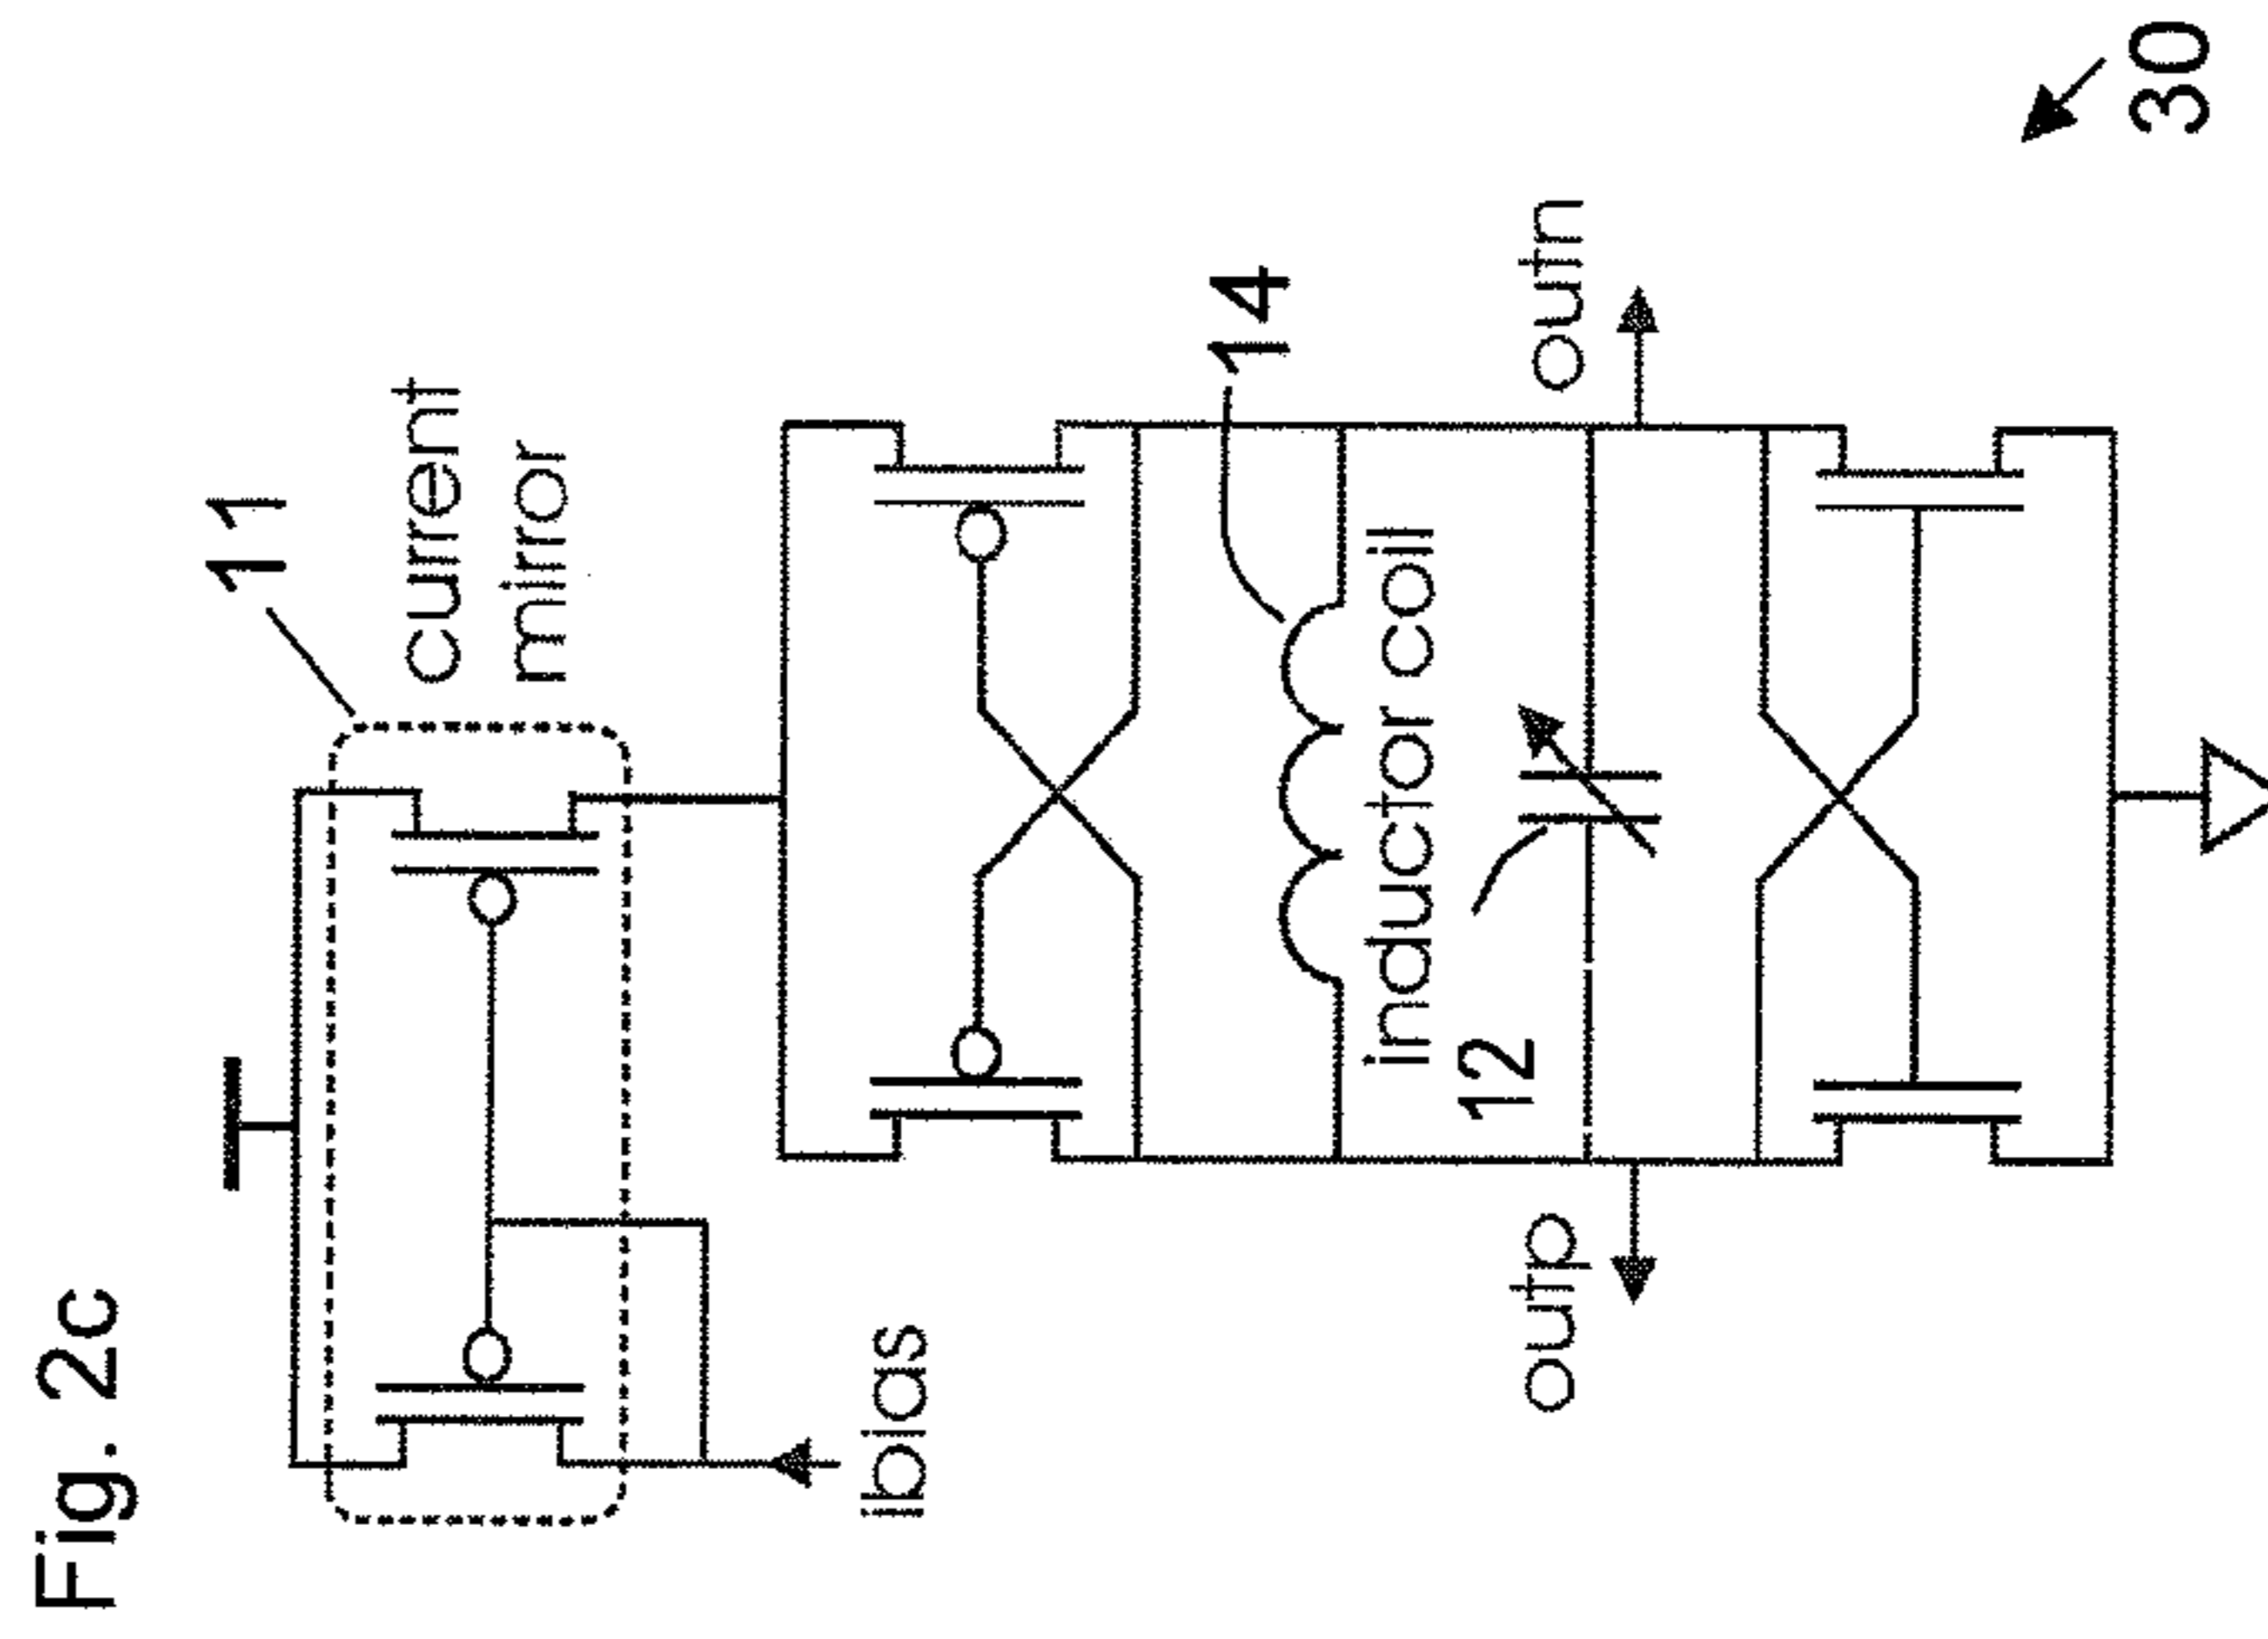 Fig. 2c
11
current
mirror
Ibias
14
inductor coil
12
outp
outn
30